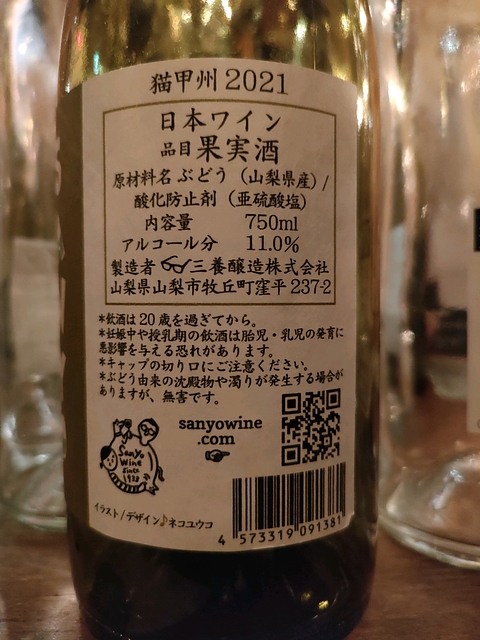 猫甲州 2021
日本ワイン
品目 果実酒
原材料名 ぶどう（山梨県産）/
酸化防止剤（亜硫酸塩）
内容量 750ml
アルコール分 11.0%
製造者 三養醸造株式会社
山梨県山梨市牧丘町窪平 237-2
*飲酒は20歳を過ぎてから。
*妊娠中や授乳期の飲酒は胎児・乳児の発育に
悪影響を与える恐れがあります。
*キャップの切り口にご注意ください。
*ぶどう由来の沈殿物や濁りが発生する場合が
ありますが、無害です。
sanyowine
.com
Sanyo
Wine
since
1933
イラスト/デザイン♪ネコユウコ
4 573319 091381